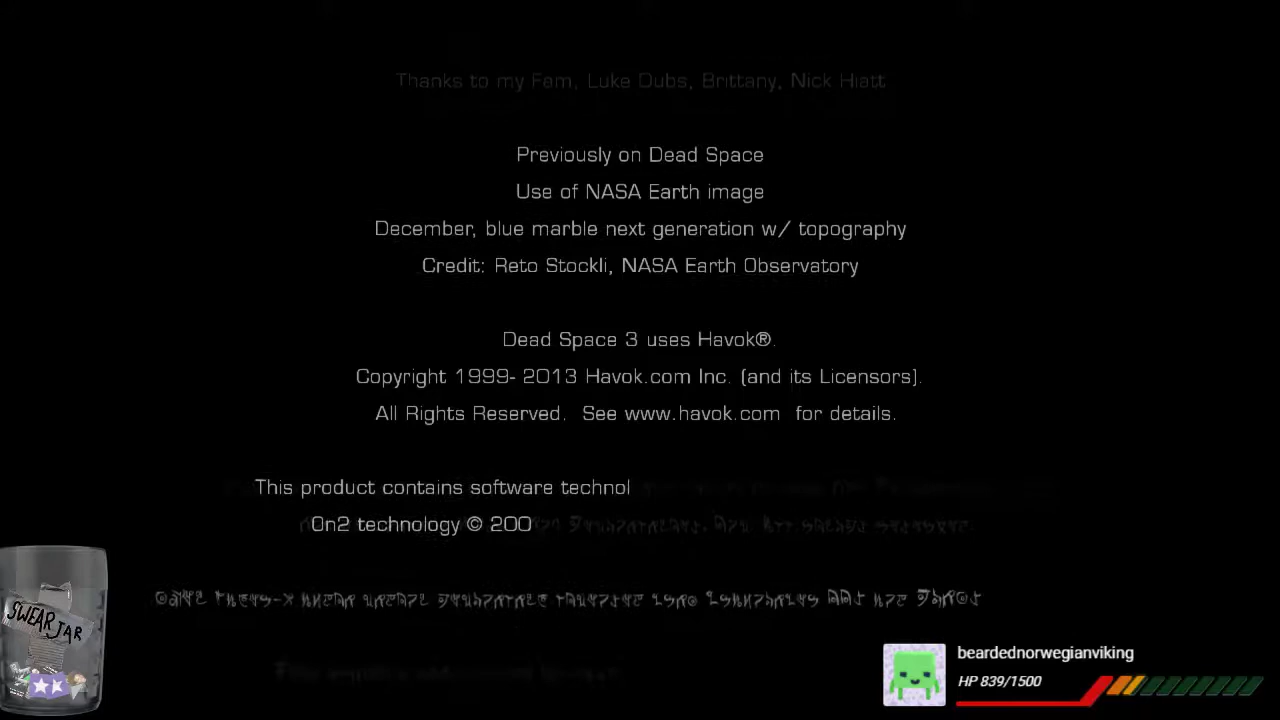 Thanks to my Fam, Luke Dubs, Brittany, Nick Hiatt
Previously on Dead Space
Use of NASA Earth image
December, blue marble next generation w/ topography
Credit: Reto Stockli, NASA Earth Observatory
Dead Space 3 uses Havok®.
Copyright 1999- 2013 Havok.com Inc. (and its Licensors).
All Rights Reserved. See www.havok.com for details.
This product contains software technol
On2 technology © 200
SWEAR JAR
beardednorwegianviking
HP 839/1500